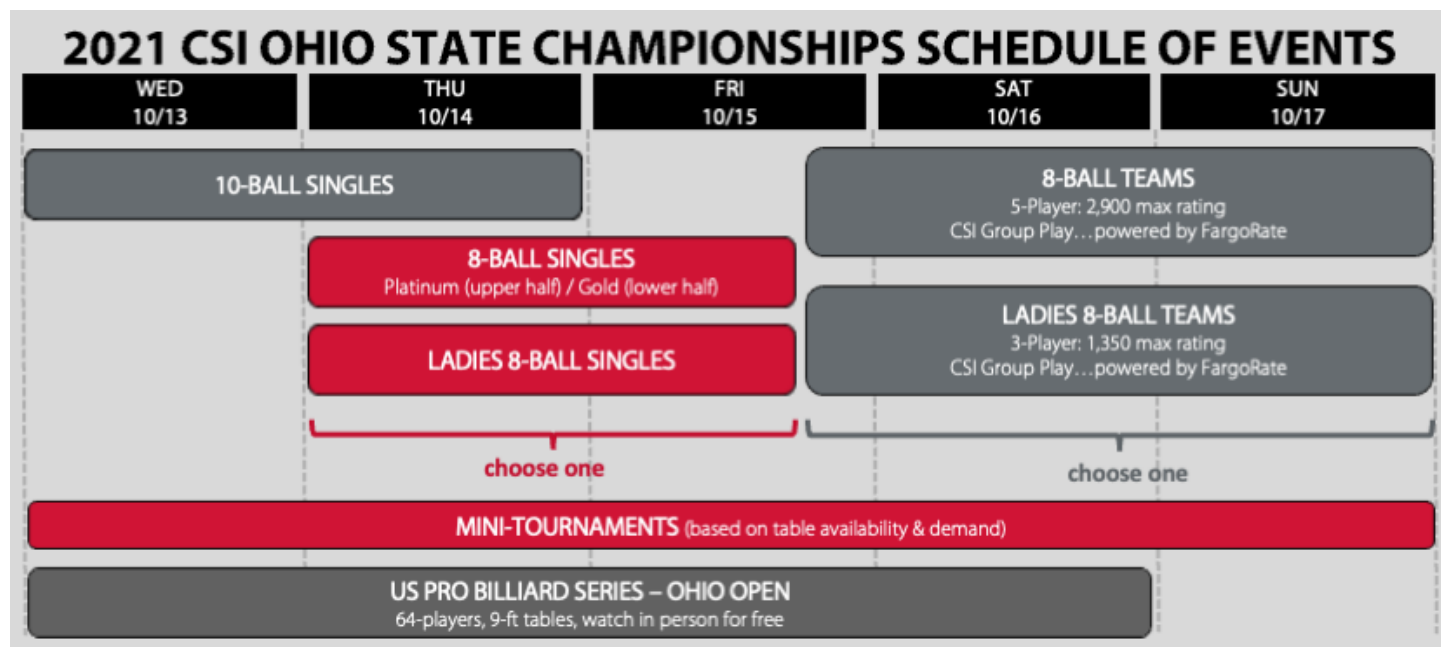 2021 CSI OHIO STATE CHAMPIONSHIPS SCHEDULE OF EVENTS
WED
10/13
THU
10/14
FRI
10/15
SAT
10/16
SUN
10/17
10-BALL SINGLES
8-BALL SINGLES
Platinum (upper half) / Gold (lower half)
LADIES 8-BALL SINGLES
choose one
8-BALL TEAMS
5-Player: 2,900 max rating
CSI Group Play…powered by FargoRate
LADIES 8-BALL TEAMS
3-Player: 1,350 max rating
CSI Group Play…powered by FargoRate
choose one
MINI-TOURNAMENTS (based on table availability & demand)
US PRO BILLIARD SERIES – OHIO OPEN
64-players, 9-ft tables, watch in person for free